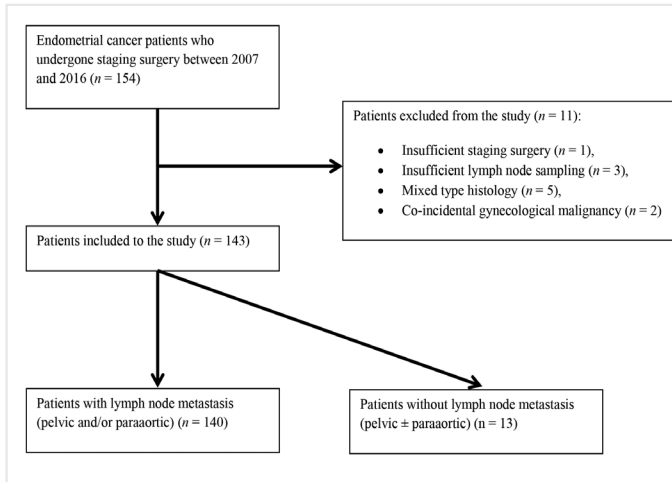 Endometrial cancer patients who
undergone staging surgery between 2007
and 2016 (n = 154)
Patients excluded from the study (n = 11):
• Insufficient staging surgery (n = 1),
• Insufficient lymph node sampling (n = 3),
• Mixed type histology (n = 5),
• Co-incidental gynecological malignancy (n = 2)
Patients included to the study (n = 143)
Patients with lymph node metastasis
(pelvic and/or paraaortic) (n = 140)
Patients without lymph node metastasis
(pelvic ± paraaortic) (n = 13)